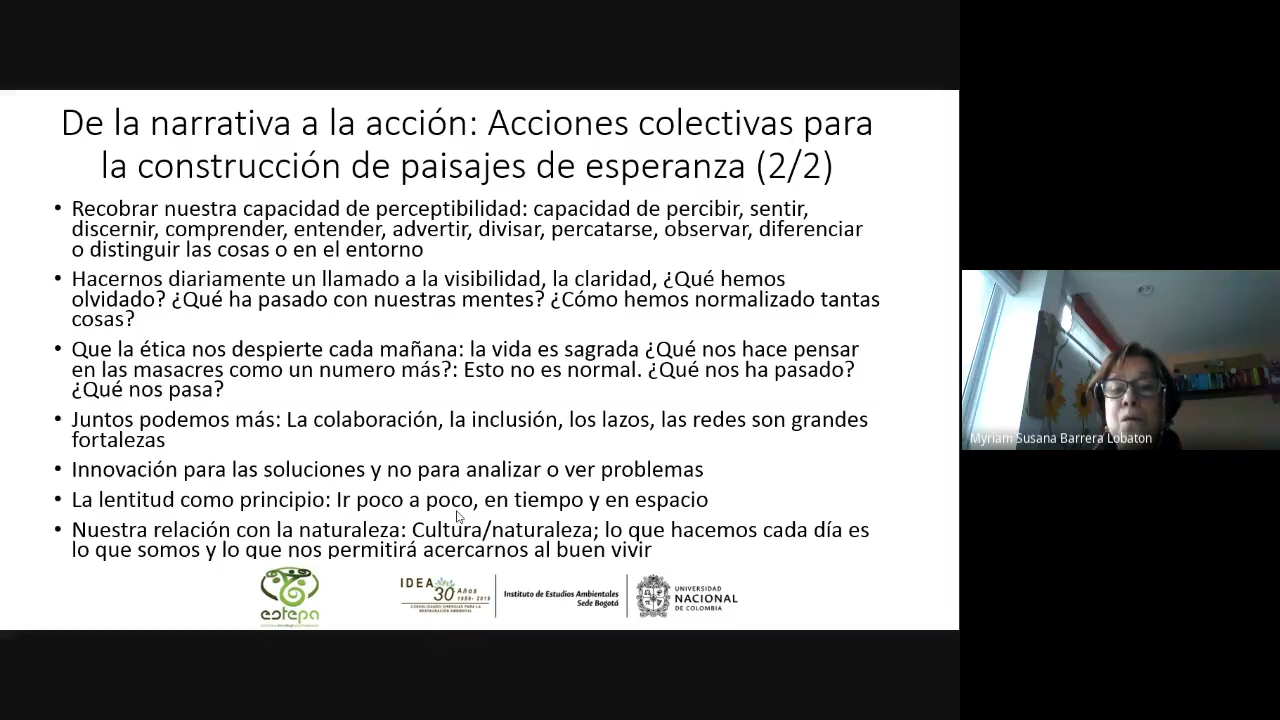 De la narrativa a la acción: Acciones colectivas para
la construcción de paisajes de esperanza (2/2)
• Recobrar nuestra capacidad de perceptibilidad: capacidad de percibir, sentir,
discernir, comprender, entender, advertir, divisar, percatarse, observar, diferenciar
o distinguir las cosas o en el entorno
• Hacernos diariamente un llamado a la visibilidad, la claridad, ¿Qué hemos
olvidado? ¿Qué ha pasado con nuestras mentes? ¿Cómo hemos normalizado tantas
cosas?
• Que la ética nos despierte cada mañana: la vida es sagrada ¿Qué nos hace pensar
en las masacres como un numero más?: Esto no es normal. ¿Qué nos ha pasado?
¿Qué nos pasa?
• Juntos podemos más: La colaboración, la inclusión, los lazos, las redes son grandes
fortalezas
• Innovación para las soluciones y no para analizar o ver problemas
• La lentitud como principio: Ir poco a poco, en tiempo y en espacio
• Nuestra relación con la naturaleza: Cultura/naturaleza; lo que hacemos cada día es
lo que somos y lo que nos permitirá acercarnos al buen vivir
estepa
IDEA
30 Años
1989 - 2019
Instituto de Estudios Ambientales
Sede Bogotá
UNIVERSIDAD
NACIONAL
DE COLOMBIA
Myriam Susana Barrera Lobaton